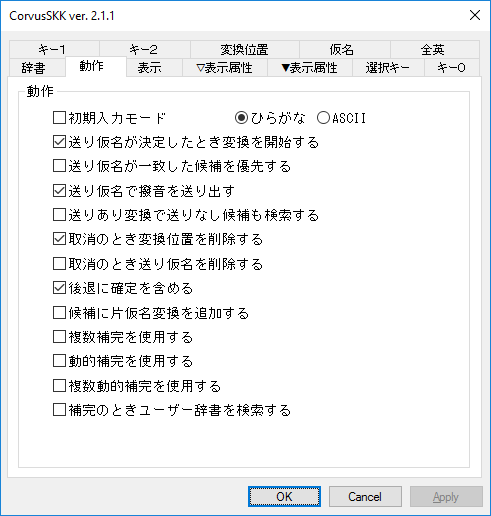 CorvusSKK ver. 2.1.1
キー1 キー2 変換位置 仮名 全英
辞書 動作 表示 ▽表示属性 ▼表示属性 選択キー キー0
動作
初期入力モード ひらがな ASCII
送り仮名が決定したとき変換を開始する
送り仮名が一致した候補を優先する
送り仮名で撥音を送り出す
送りあり変換で送りなし候補も検索する
取消のとき変換位置を削除する
取消のとき送り仮名を削除する
後退に確定を含める
候補に片仮名変換を追加する
複数補完を使用する
動的補完を使用する
複数動的補完を使用する
補完のときユーザー辞書を検索する
OK Cancel Apply